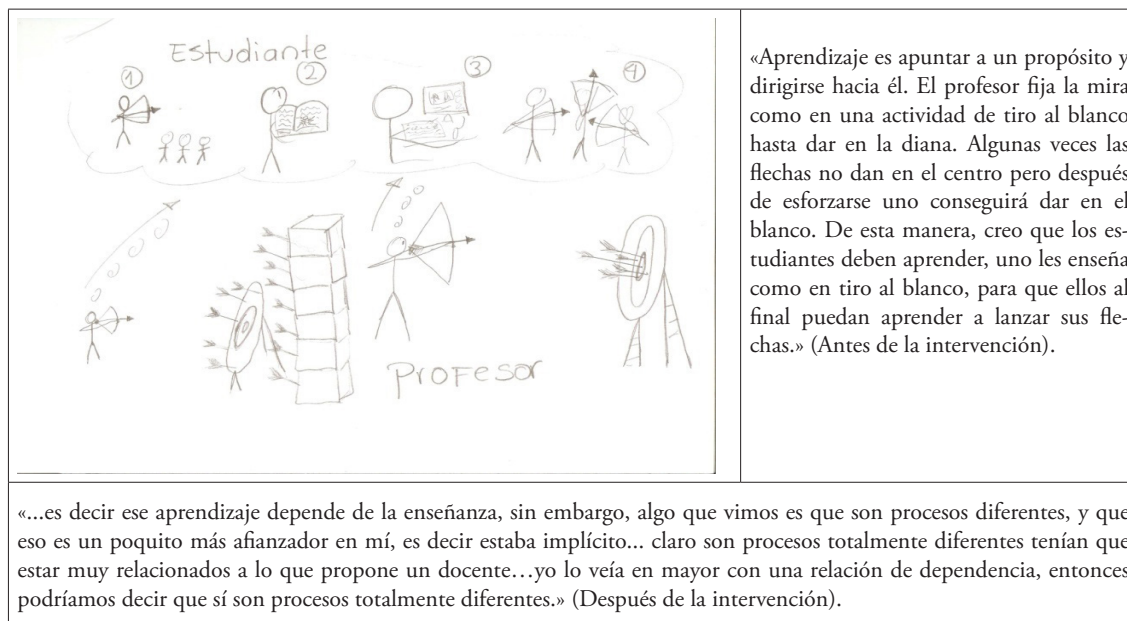 Estudiante
1
2
3
4
Profesor
«Aprendizaje es apuntar a un propósito y
dirigirse hacia él. El profesor fija la mira
como en una actividad de tiro al blanco
hasta dar en la diana. Algunas veces las
flechas no dan en el centro pero después
de esforzarse uno conseguirá dar en el
blanco. De esta manera, creo que los es-
tudiantes deben aprender, uno les enseña
como en tiro al blanco, para que ellos al
final puedan aprender a lanzar sus fle-
chas.» (Antes de la intervención).
«...es decir ese aprendizaje depende de la enseñanza, sin embargo, algo que vimos es que son procesos diferentes, y que
eso es un poquito más afianzador en mí, es decir estaba implícito... claro son procesos totalmente diferentes tenían que
estar muy relacionados a lo que propone un docente…yo lo veía en mayor con una relación de dependencia, entonces
podríamos decir que sí son procesos totalmente diferentes.» (Después de la intervención).